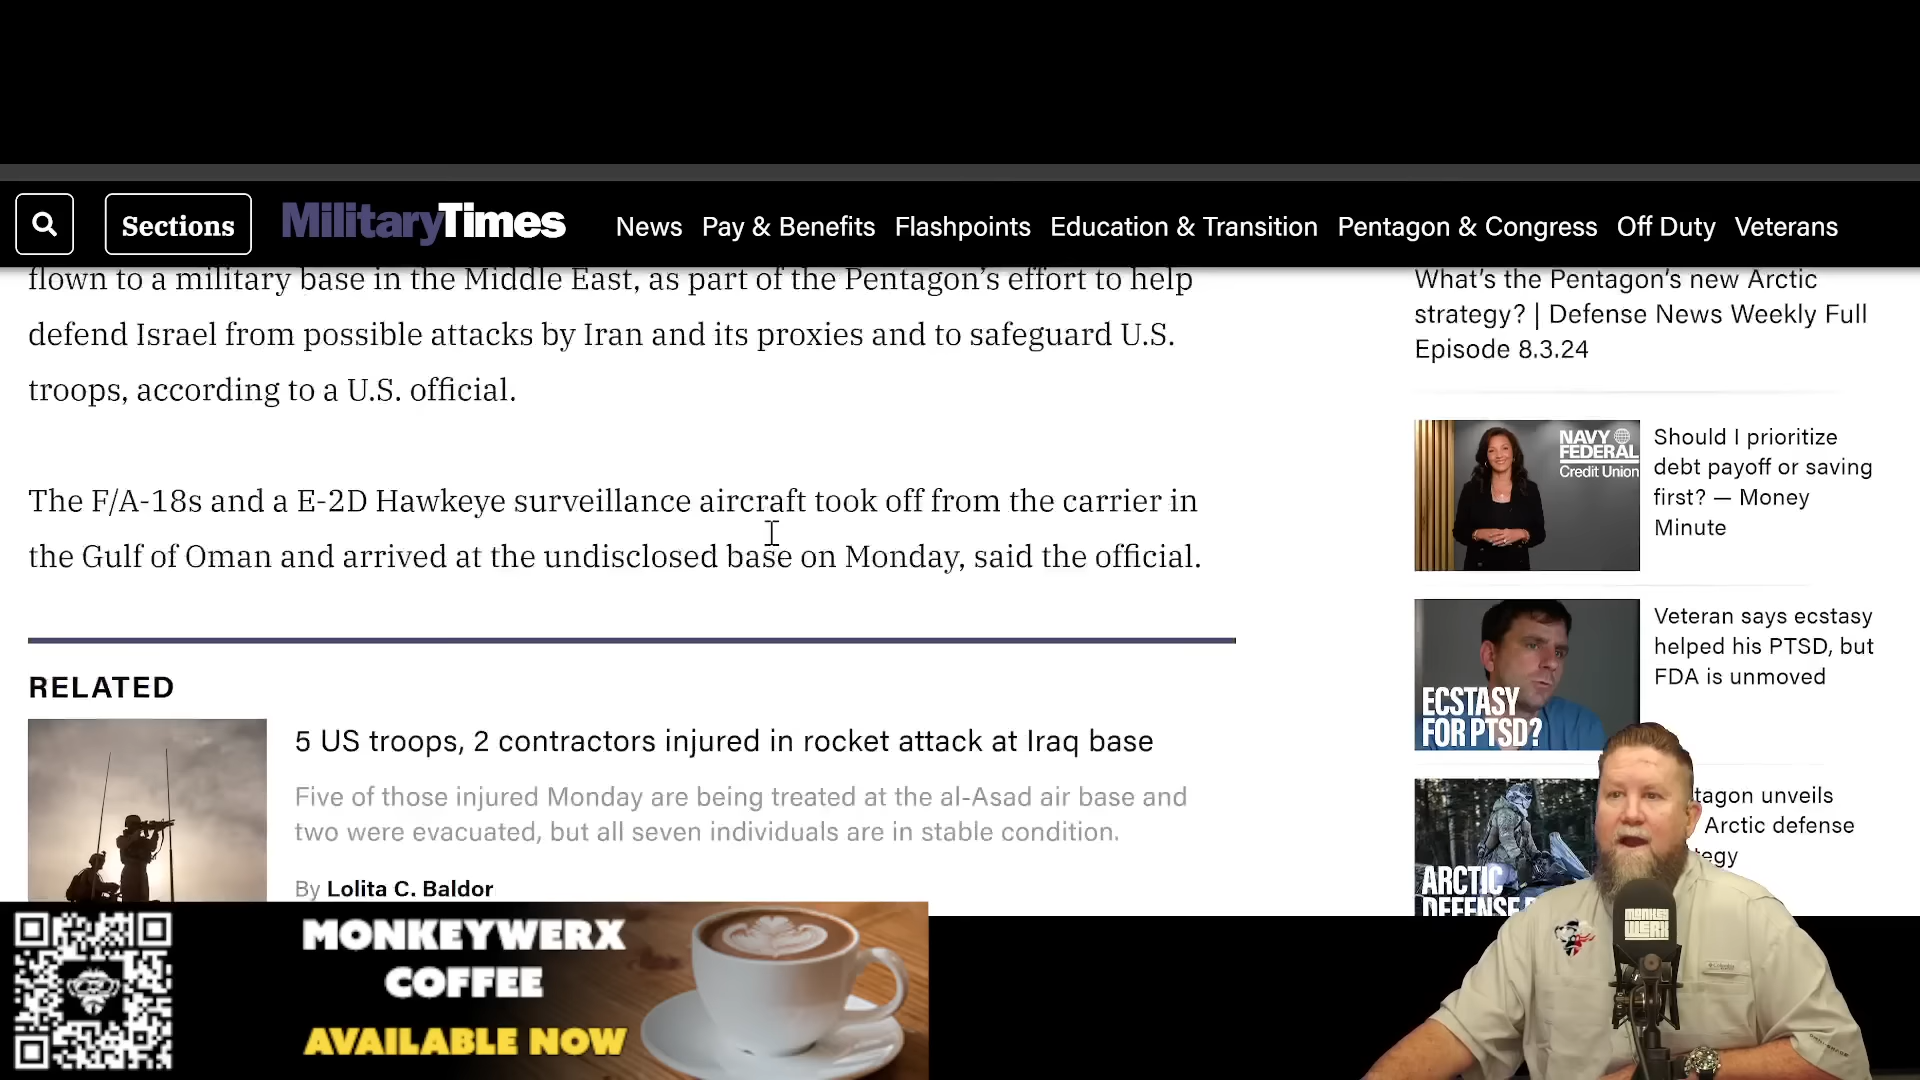 Sections
MilitaryTimes
News Pay & Benefits Flashpoints Education & Transition Pentagon & Congress Off Duty Veterans
flown to a military base in the Middle East, as part of the Pentagon’s effort to help
defend Israel from possible attacks by Iran and its proxies and to safeguard U.S.
troops, according to a U.S. official.
The F/A-18s and a E-2D Hawkeye surveillance aircraft took off from the carrier in
the Gulf of Oman and arrived at the undisclosed base on Monday, said the official.
RELATED
5 US troops, 2 contractors injured in rocket attack at Iraq base
Five of those injured Monday are being treated at the al-Asad air base and
two were evacuated, but all seven individuals are in stable condition.
By Lolita C. Baldor
What’s the Pentagon’s new Arctic
strategy? | Defense News Weekly Full
Episode 8.3.24
NAVY
FEDERAL
Credit Union
Should I prioritize
debt payoff or saving
first? — Money
Minute
ECSTASY
FOR PTSD?
Veteran says ecstasy
helped his PTSD, but
FDA is unmoved
ARCTIC
DEFENSE
tagon unveils
Arctic defense
tegy
MONKEYWERX
COFFEE
AVAILABLE NOW
MONKEY
WERX